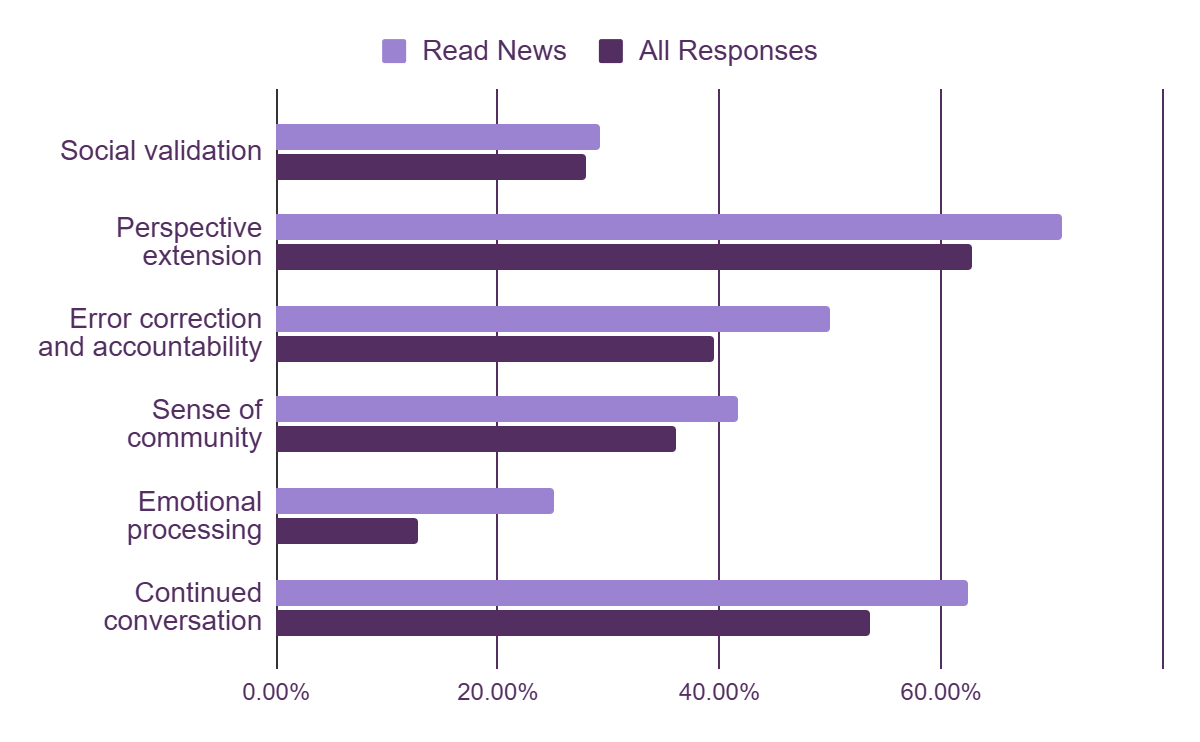 Read News
All Responses
Social validation
Perspective
extension
Error correction
and accountability
Sense of
community
Emotional
processing
Continued
conversation
0.00%
20.00%
40.00%
60.00%